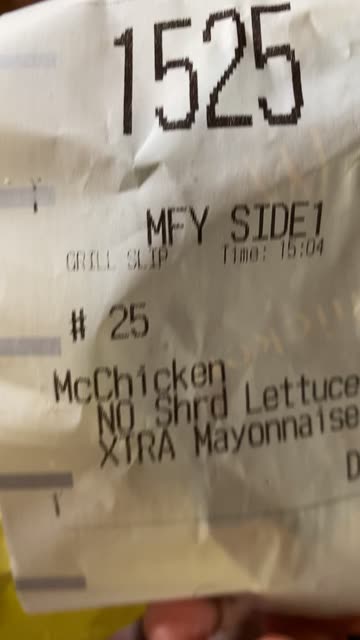 1525
MFY SIDE1
GRILL SLIP Time: 15:04
# 25
McChicken
NO Shrd Lettuce
XTRA Mayonnaise
D